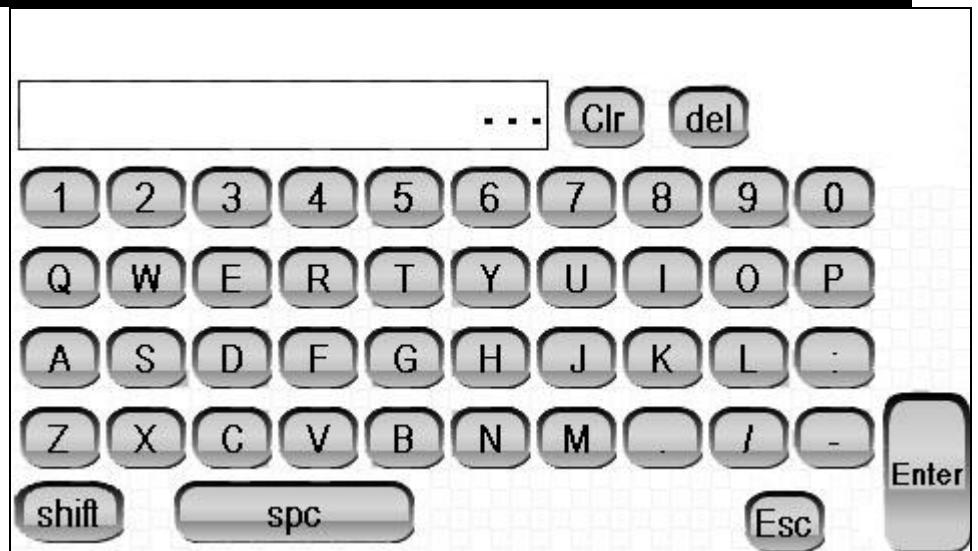 ... Clr del
1 2 3 4 5 6 7 8 9 0
Q W E R T Y U I O P
A S D F G H J K L :
Z X C V B N M . / -
Enter
shift spc Esc